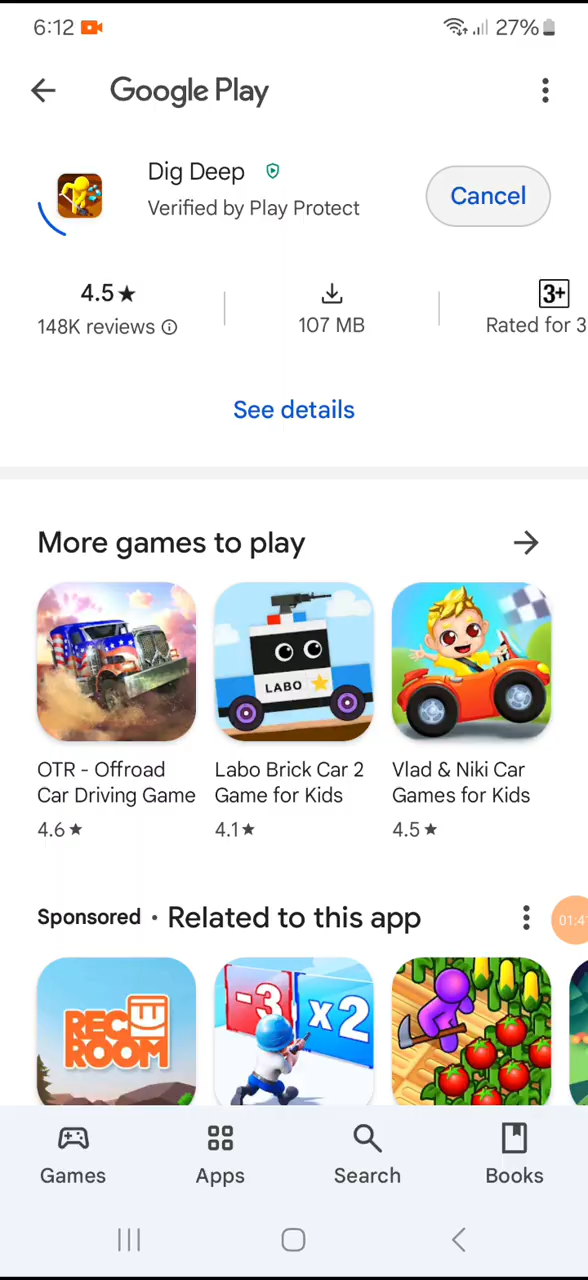 6:12
27%
Google Play
Dig Deep
Verified by Play Protect
Cancel
4.5★
148K reviews
107 MB
3+
Rated for 3
See details
More games to play
LABO
OTR - Offroad
Car Driving Game
4.6★
Labo Brick Car 2
Game for Kids
4.1★
Vlad & Niki Car
Games for Kids
4.5★
Sponsored • Related to this app
01:4
REC
ROOM
-3
x2
Games
Apps
Search
Books